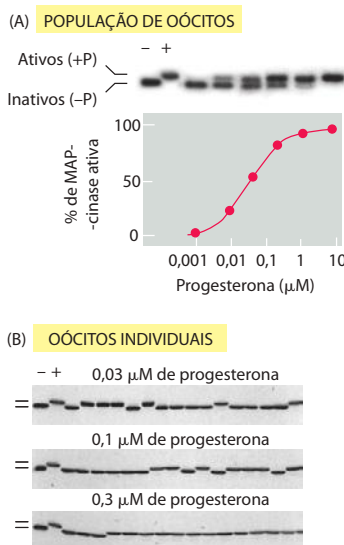 (A) POPULAÇÃO DE OÓCITOS
– +
Ativos (+P)
Inativos (–P)
100
50
0
% de MAP-
-cinase ativa
0,001 0,01 0,1 1 10
Progesterona (μM)
(B) OÓCITOS INDIVIDUAIS
– + 0,03 μM de progesterona
0,1 μM de progesterona
0,3 μM de progesterona